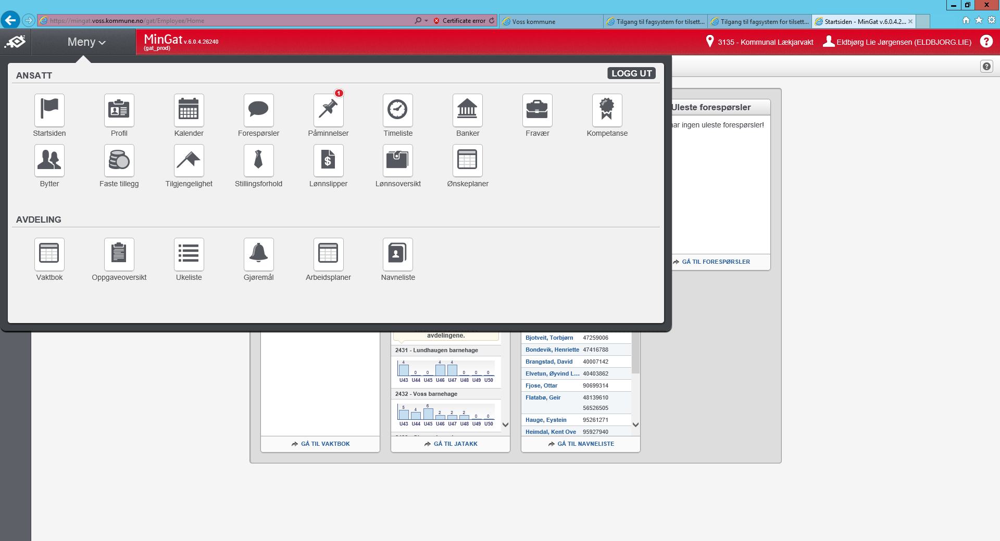 https://mingat.voss.kommune.no/gat/Employee/Home
Certificate error
Voss kommune
Tilgang til fagsystem for tilsett...
Tilgang til fagsystem for tilsett...
Startsiden - MinGat v.6.0.4.2...
Meny
MinGat v.6.0.4.26240
(gat_prod)
3135 - Kommunal Lækjarvakt
Eldbjørg Lie Jørgensen (ELDBJORG.LIE)
?
?
ANSATT
LOGG UT
1
Startsiden
Profil
Kalender
Forespørsler
Påminnelser
Timeliste
Banker
Fravær
Kompetanse
Bytter
Faste tillegg
Tilgjengelighet
Stillingsforhold
Lønnslipper
Lønnsoversikt
Ønskeplaner
AVDELING
Vaktbok
Oppgaveoversikt
Ukeliste
Gjøremål
Arbeidsplaner
Navneliste
Uleste forespørsler
har ingen uleste forespørsler!
GÅ TIL FORESPØRSLER
GÅ TIL VAKTBOK
avdelingene.
2431 - Lundhaugen barnehage
4 0 0 4 4 0 0 0
U43 U44 U45 U46 U47 U48 U49 U50
2432 - Voss barnehage
5 4 6 2 2 2 0 0
U43 U44 U45 U46 U47 U48 U49 U50
GÅ TIL JATAKK
Bjotveit, Torbjørn 47259006
Bondevik, Henriette 47416788
Brangstad, David 40007142
Elvetun, Øyvind L... 40403862
Fjose, Ottar 90699314
Flatabø, Geir 48139610
56526505
Hauge, Eystein 95261271
Heimdal, Kent Ove 95927940
GÅ TIL NAVNELISTE